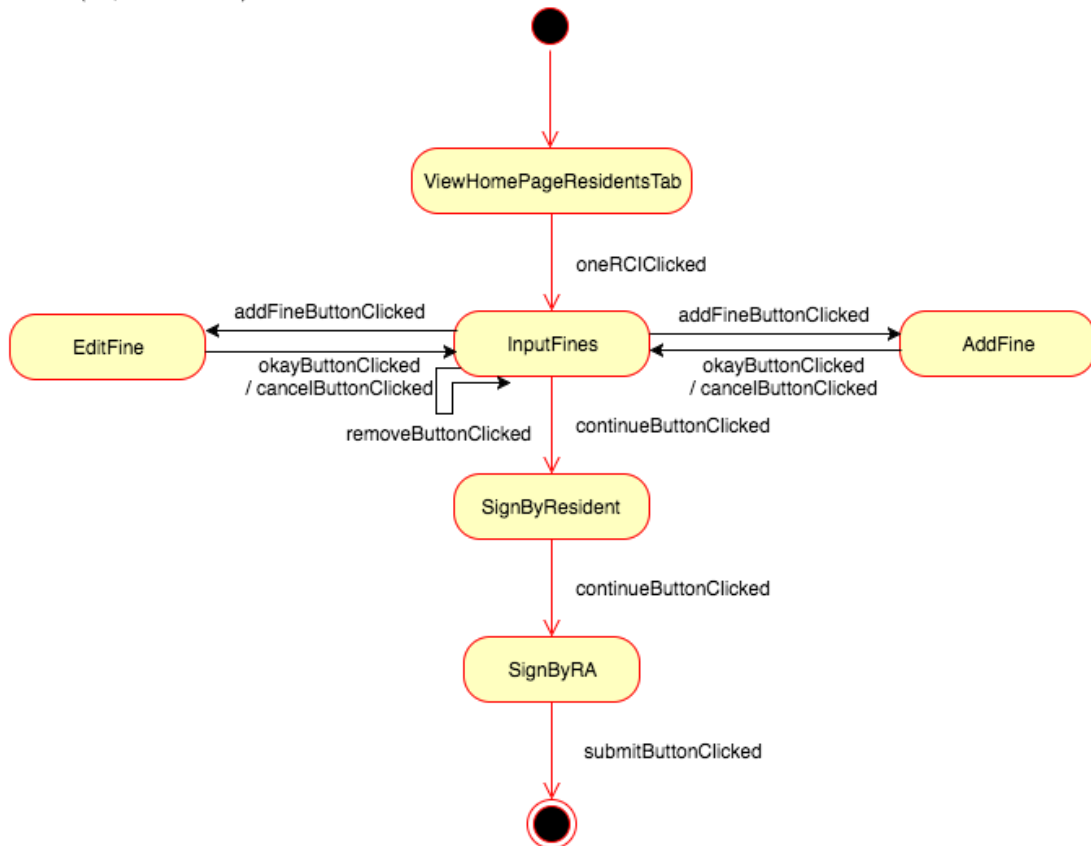 ViewHomePageResidentsTab
oneRCIClicked
addFineButtonClicked
addFineButtonClicked
EditFine
InputFines
AddFine
okayButtonClicked
/ cancelButtonClicked
okayButtonClicked
/ cancelButtonClicked
removeButtonClicked
continueButtonClicked
SignByResident
continueButtonClicked
SignByRA
submitButtonClicked